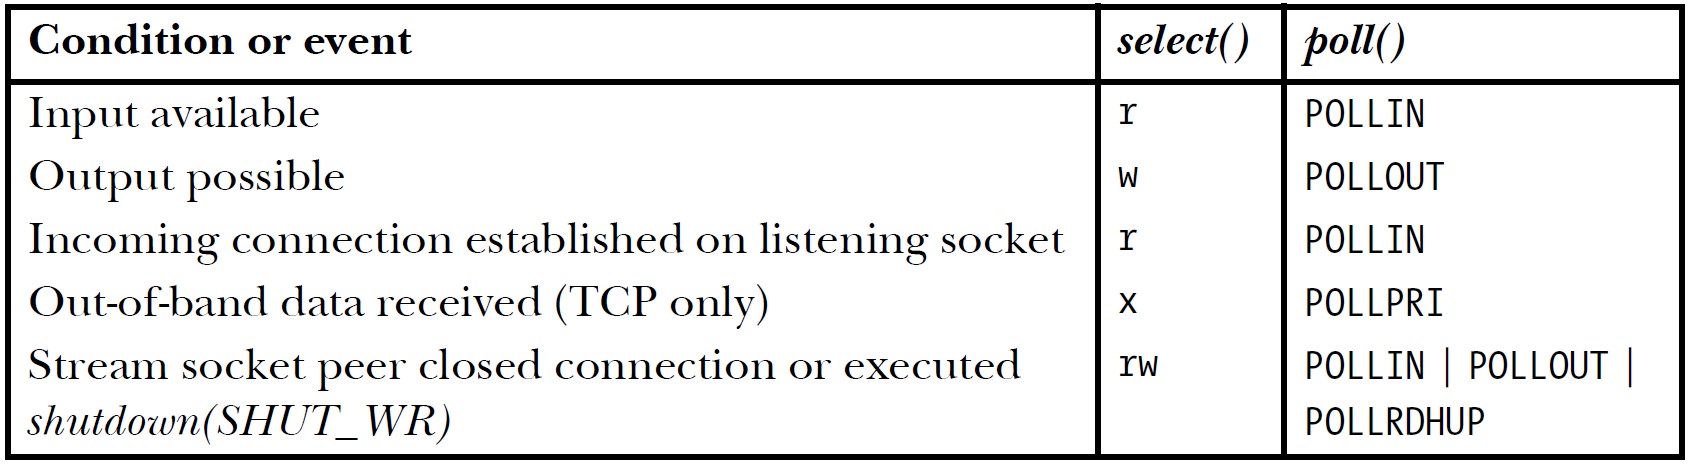 Condition or event select() poll()
Input available r POLLIN
Output possible w POLLOUT
Incoming connection established on listening socket r POLLIN
Out-of-band data received (TCP only) x POLLPRI
Stream socket peer closed connection or executed rw POLLIN | POLLOUT |
shutdown(SHUT_WR) POLLRDHUP